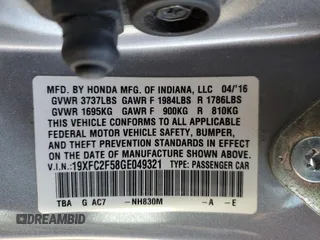 MFD. BY HONDA MFG. OF INDIANA, LLC 04/'16
GVWR 3737LBS GAWR F 1984LBS R 1786LBS
GVWR 1695KG GAWR F 900KG R 810KG
THIS VEHICLE CONFORMS TO ALL APPLICABLE
FEDERAL MOTOR VEHICLE SAFETY, BUMPER,
AND THEFT PREVENTION STANDARDS IN
EFFECT ON THE DATE OF MANUFACTURE SHOWN ABOVE.
V.I.N.: 19XFC2F58GE049321 TYPE: PASSENGER CAR
TBA G AC7 -NH830M -A -E
BIDFAX